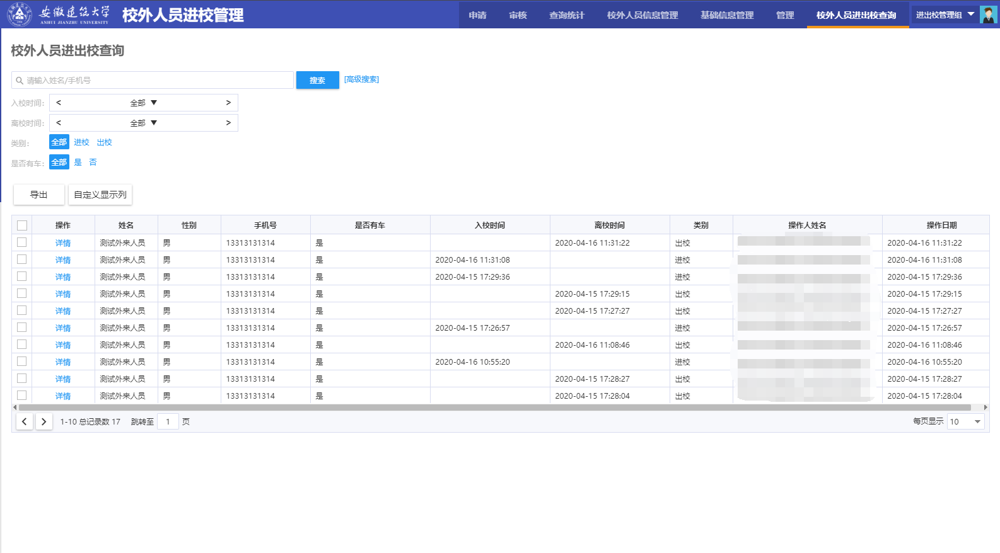 安徽建筑大学 校外人员进校管理 申请 审核 查询统计 校外人员信息管理 基础信息管理 管理 校外人员进出校查询 进出校管理组
ANHUI JIANZHU UNIVERSITY
校外人员进出校查询
请输入姓名/手机号 搜索 [高级搜索]
入校时间: < 全部 ▼ >
离校时间: < 全部 ▼ >
类别: 全部 进校 出校
是否有车: 全部 是 否
导出 自定义显示列
操作 姓名 性别 手机号 是否有车 入校时间 离校时间 类别 操作人姓名 操作日期
详情 测试外来人员 男 13313131314 是 2020-04-16 11:31:22 出校 2020-04-16 11:31:22
详情 测试外来人员 男 13313131314 是 2020-04-16 11:31:08 进校 2020-04-16 11:31:08
详情 测试外来人员 男 13313131314 是 2020-04-15 17:29:36 进校 2020-04-15 17:29:36
详情 测试外来人员 男 13313131314 是 2020-04-15 17:29:15 出校 2020-04-15 17:29:15
详情 测试外来人员 男 13313131314 是 2020-04-15 17:27:27 出校 2020-04-15 17:27:27
详情 测试外来人员 男 13313131314 是 2020-04-15 17:26:57 进校 2020-04-15 17:26:57
详情 测试外来人员 男 13313131314 是 2020-04-16 11:08:46 出校 2020-04-16 11:08:46
详情 测试外来人员 男 13313131314 是 2020-04-16 10:55:20 进校 2020-04-16 10:55:20
详情 测试外来人员 男 13313131314 是 2020-04-15 17:28:27 出校 2020-04-15 17:28:27
详情 测试外来人员 男 13313131314 是 2020-04-15 17:28:04 出校 2020-04-15 17:28:04
1-10 总记录数 17 跳转至 1 页 每页显示 10